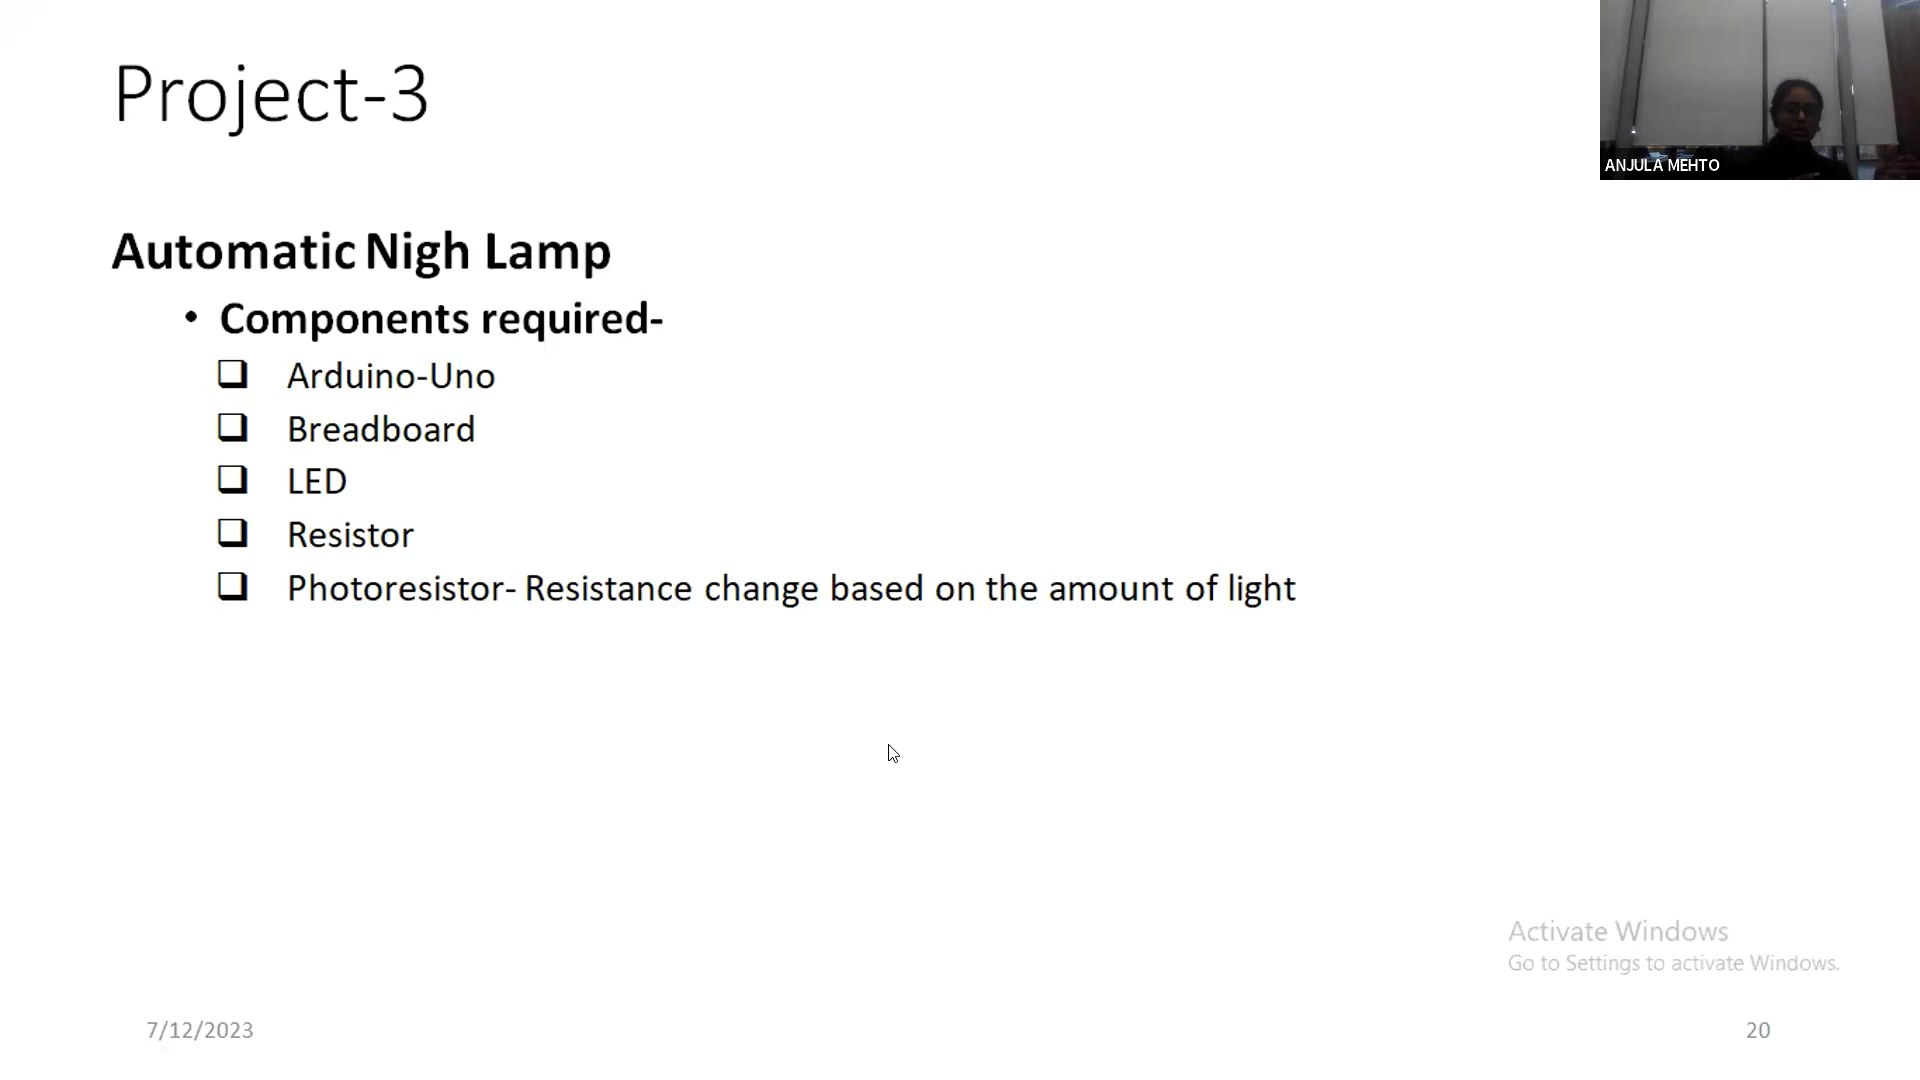 Project-3
ANJULA MEHTO
Automatic Nigh Lamp
• Components required-
❑ Arduino-Uno
❑ Breadboard
❑ LED
❑ Resistor
❑ Photoresistor- Resistance change based on the amount of light
Activate Windows
Go to Settings to activate Windows.
7/12/2023
20